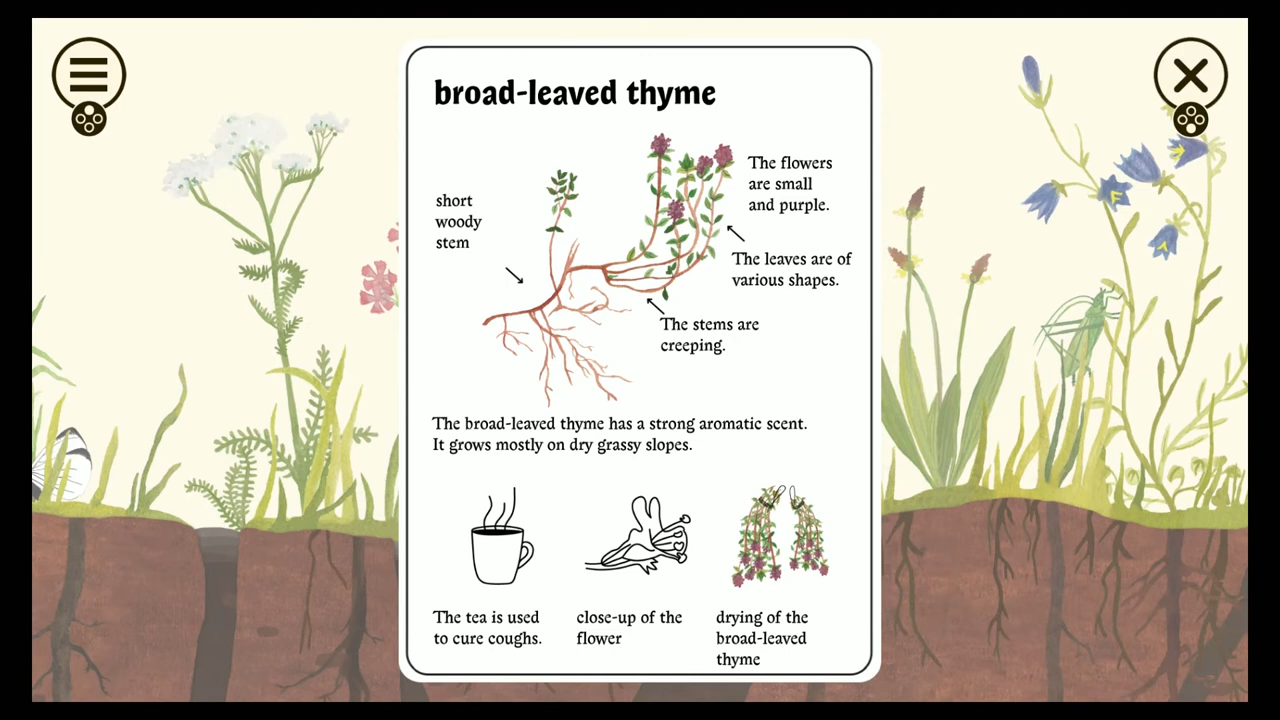 broad-leaved thyme
short
woody
stem
The flowers
are small
and purple.
The leaves are of
various shapes.
The stems are
creeping.
The broad-leaved thyme has a strong aromatic scent.
It grows mostly on dry grassy slopes.
The tea is used
to cure coughs.
close-up of the
flower
drying of the
broad-leaved
thyme